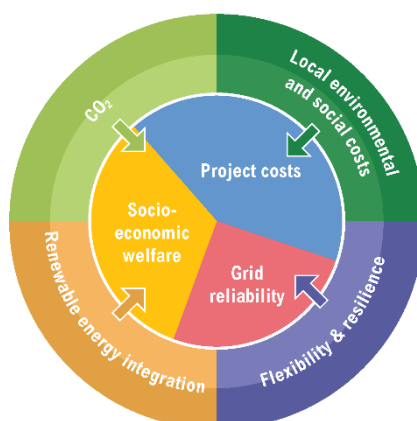 CO₂
Local environmental
and social costs
Project costs
Socio-
economic
welfare
Grid
reliability
Renewable energy integration
Flexibility & resilience